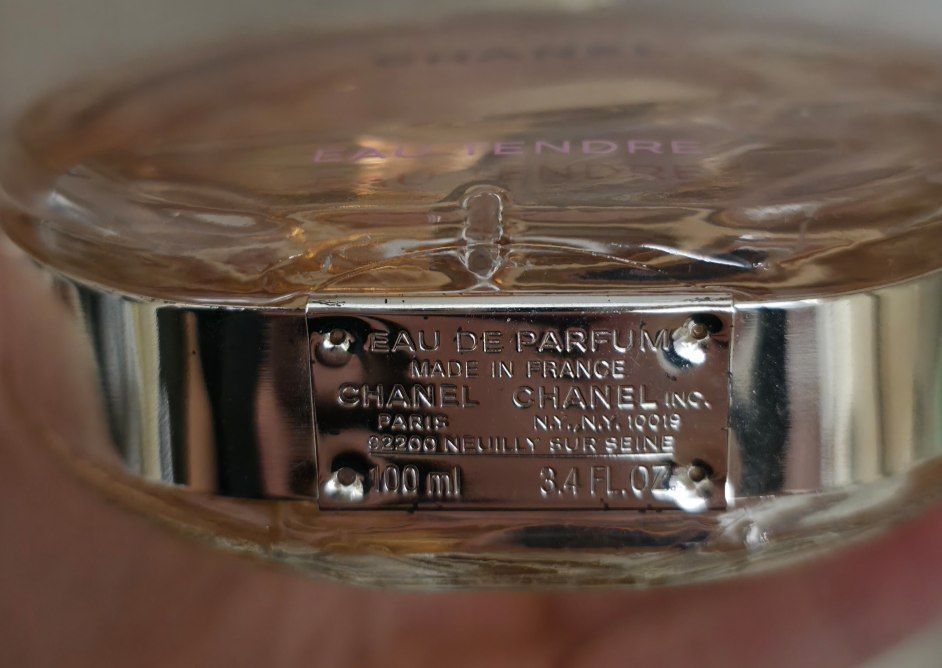 CHANEL
EAU TENDRE
EAU DE PARFUM
MADE IN FRANCE
CHANEL CHANEL INC.
PARIS N.Y., N.Y. 10019
92200 NEUILLY SUR SEINE
100 ml 3.4 FL. OZ.